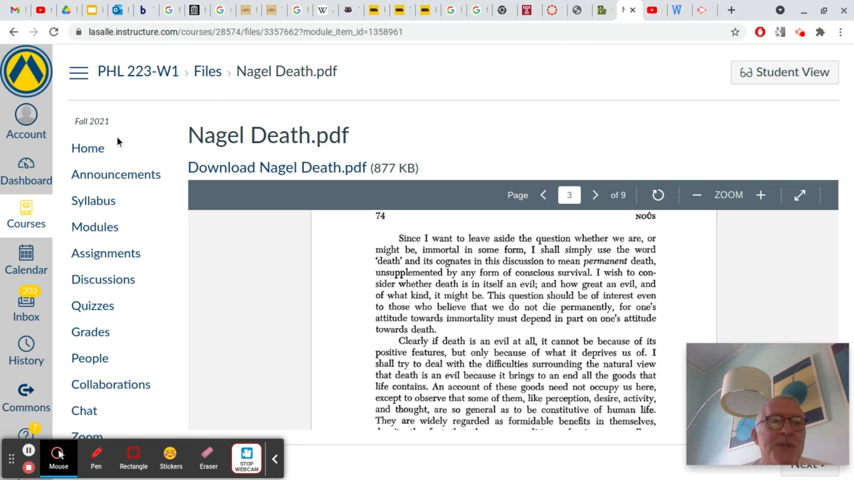 lasalle.instructure.com/courses/28574/files/3357662?module_item_id=1358961
PHL 223-W1 › Files › Nagel Death.pdf
Student View
Account
Dashboard
Courses
Calendar
203
Inbox
History
Commons
Fall 2021
Home
Announcements
Syllabus
Modules
Assignments
Discussions
Quizzes
Grades
People
Collaborations
Chat
Zoom
Nagel Death.pdf
Download Nagel Death.pdf (877 KB)
Page 3 of 9 ZOOM
74 NOÛS
Since I want to leave aside the question whether we are, or
might be, immortal in some form, I shall simply use the word
'death' and its cognates in this discussion to mean permanent death,
unsupplemented by any form of conscious survival. I wish to con-
sider whether death is in itself an evil; and how great an evil, and
of what kind, it might be. This question should be of interest even
to those who believe that we do not die permanently, for one's
attitude towards immortality must depend in part on one's attitude
towards death.
Clearly if death is an evil at all, it cannot be because of its
positive features, but only because of what it deprives us of. I
shall try to deal with the difficulties surrounding the natural view
that death is an evil because it brings to an end all the goods that
life contains. An account of these goods need not occupy us here,
except to observe that some of them, like perception, desire, activity,
and thought, are so general as to be constitutive of human life.
They are widely regarded as formidable benefits in themselves,
Mouse
Pen
Rectangle
Stickers
Eraser
STOP
WEBCAM
Next